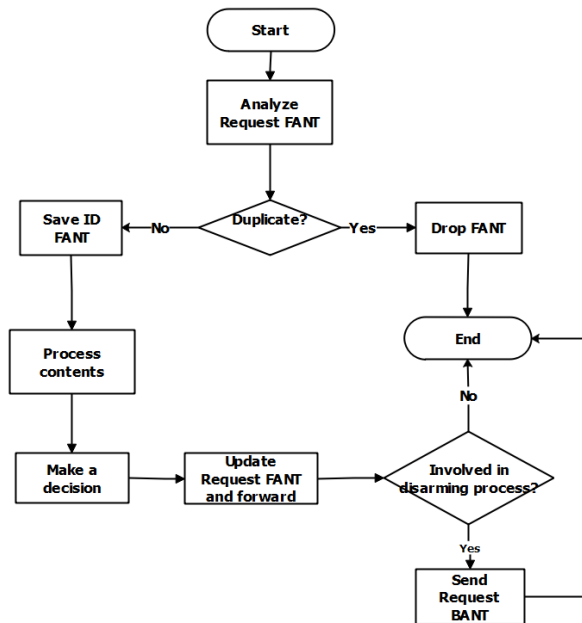 Start
Analyze
Request FANT
Duplicate?
No
Yes
Save ID
FANT
Drop FANT
Process
contents
End
No
Make a
decision
Update
Request FANT
and forward
Involved in
disarming process?
Yes
Send
Request
BANT